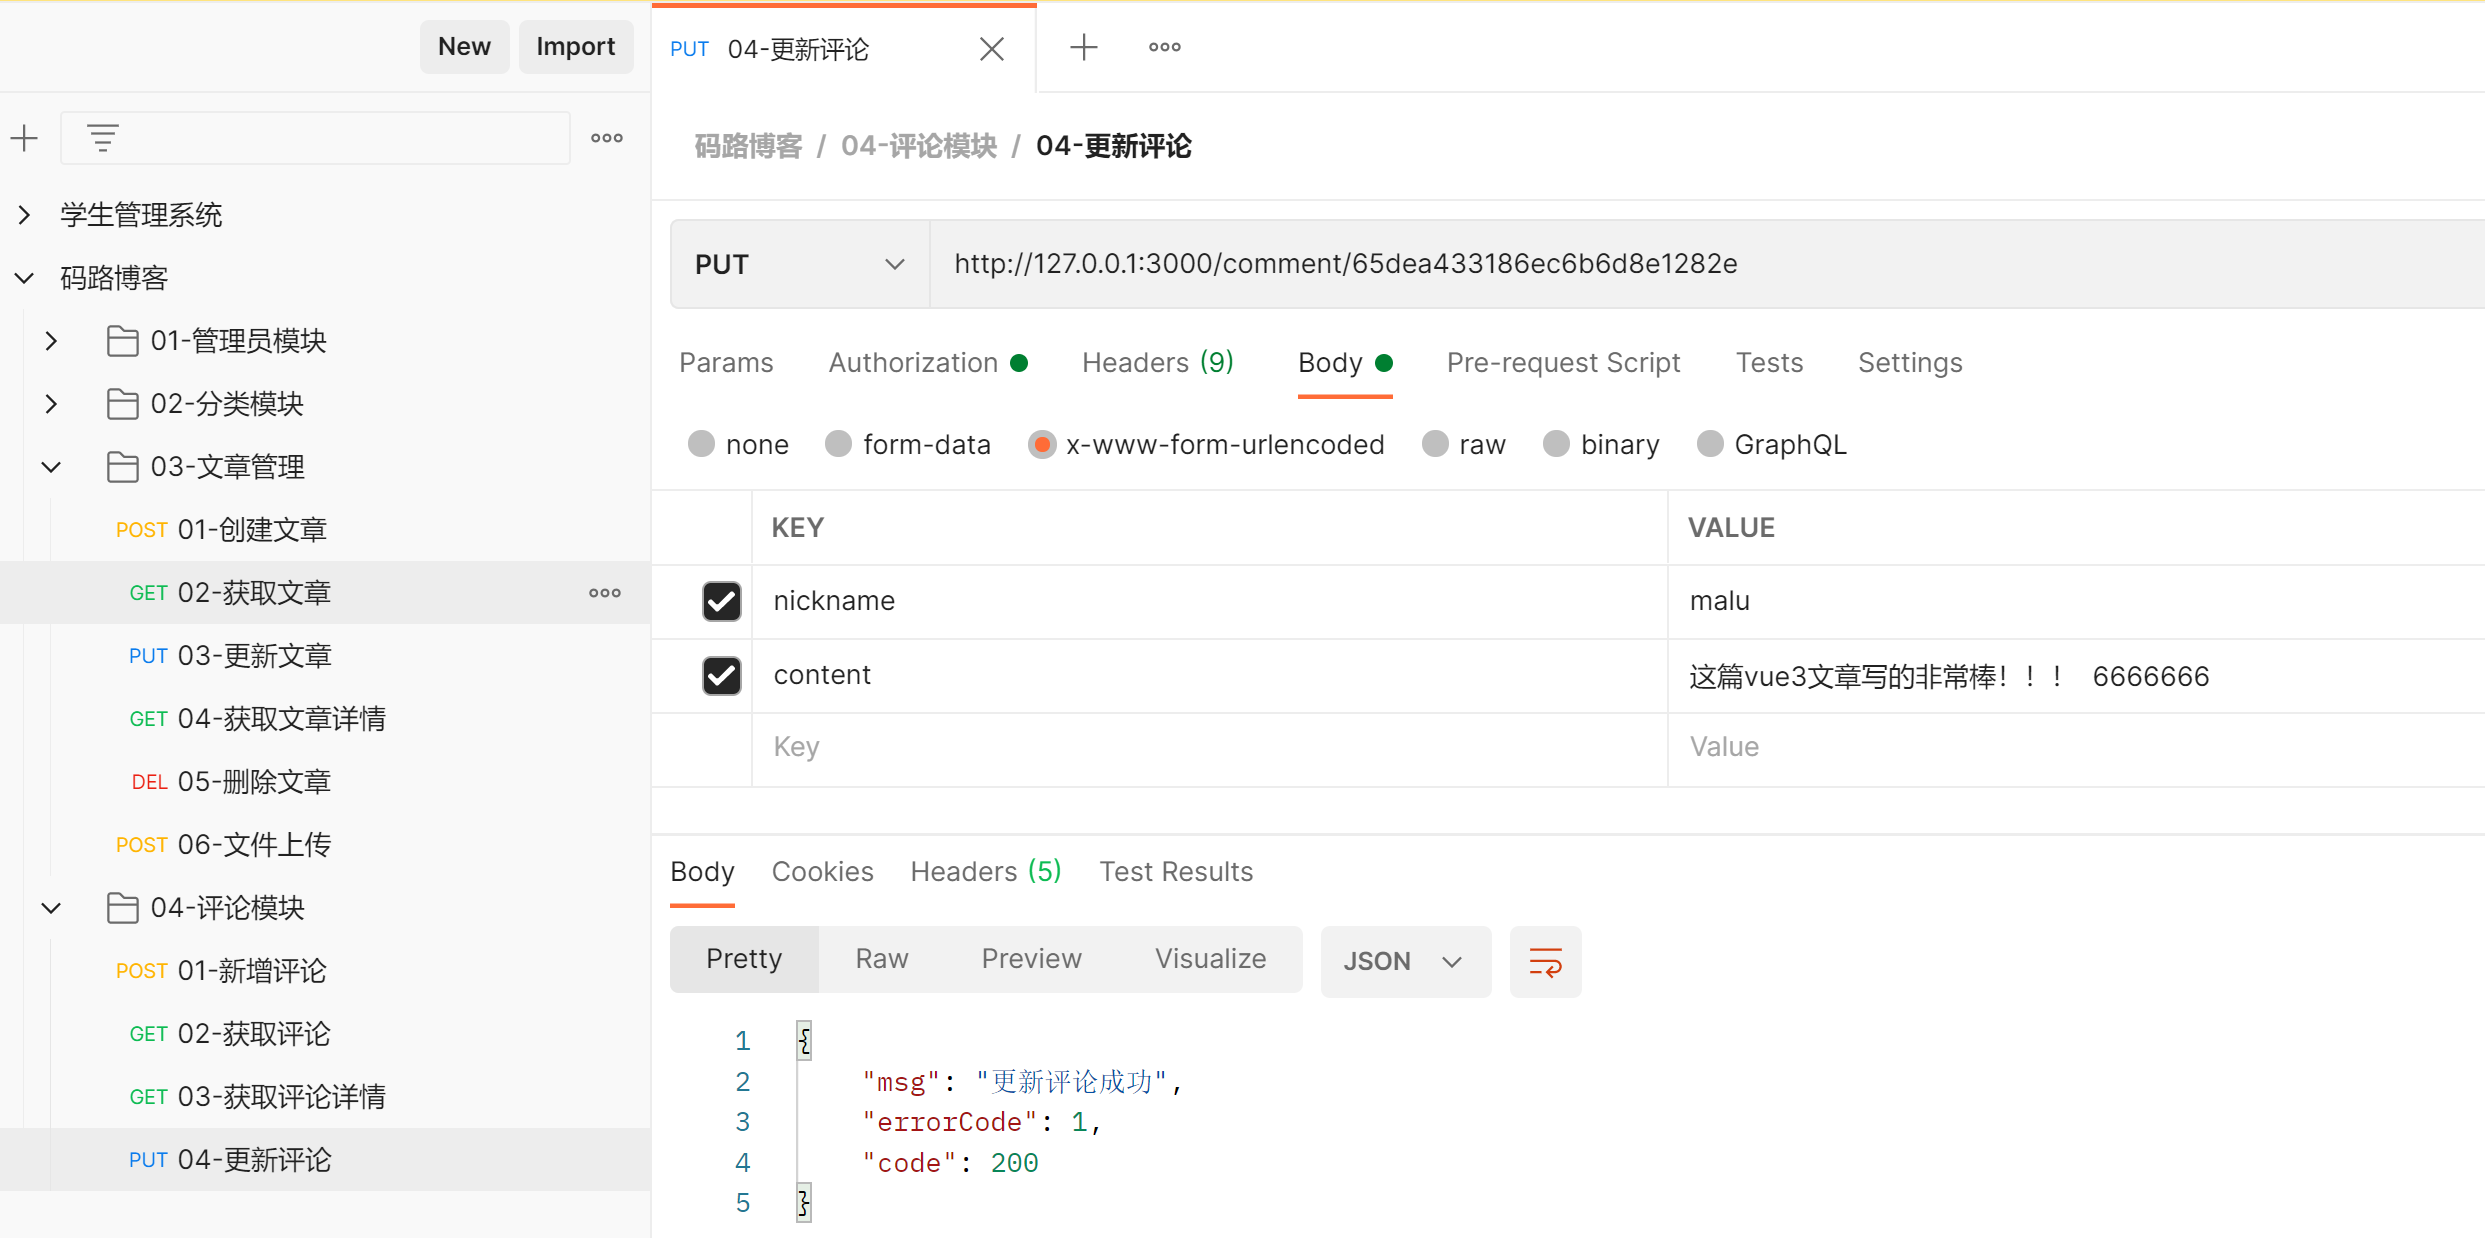 New Import
学生管理系统
码路博客
01-管理员模块
02-分类模块
03-文章管理
POST 01-创建文章
GET 02-获取文章
PUT 03-更新文章
GET 04-获取文章详情
DEL 05-删除文章
POST 06-文件上传
04-评论模块
POST 01-新增评论
GET 02-获取评论
GET 03-获取评论详情
PUT 04-更新评论
PUT 04-更新评论
码路博客 / 04-评论模块 / 04-更新评论
PUT http://127.0.0.1:3000/comment/65dea433186ec6b6d8e1282e
Params Authorization Headers (9) Body Pre-request Script Tests Settings
none form-data x-www-form-urlencoded raw binary GraphQL
KEY VALUE
nickname malu
content 这篇vue3文章写的非常棒！！！ 6666666
Key Value
Body Cookies Headers (5) Test Results
Pretty Raw Preview Visualize JSON
1 {
2 "msg": "更新评论成功",
3 "errorCode": 1,
4 "code": 200
5 }